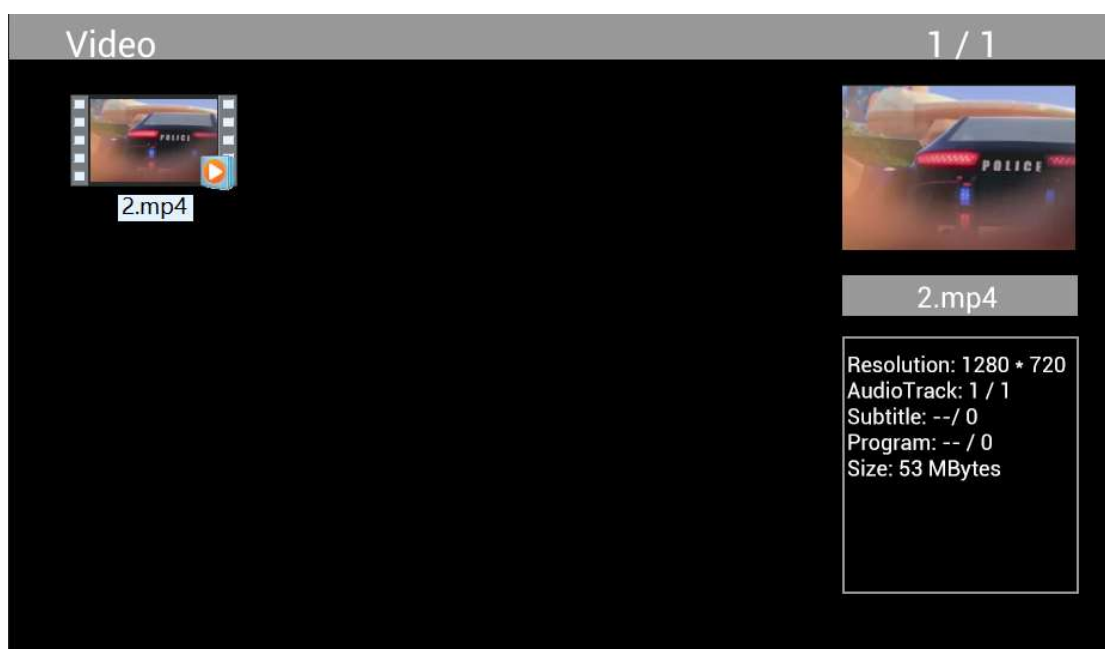 Video
1 / 1
POLICE
2.mp4
POLICE
2.mp4
Resolution: 1280 * 720
AudioTrack: 1 / 1
Subtitle: --/ 0
Program: -- / 0
Size: 53 MBytes